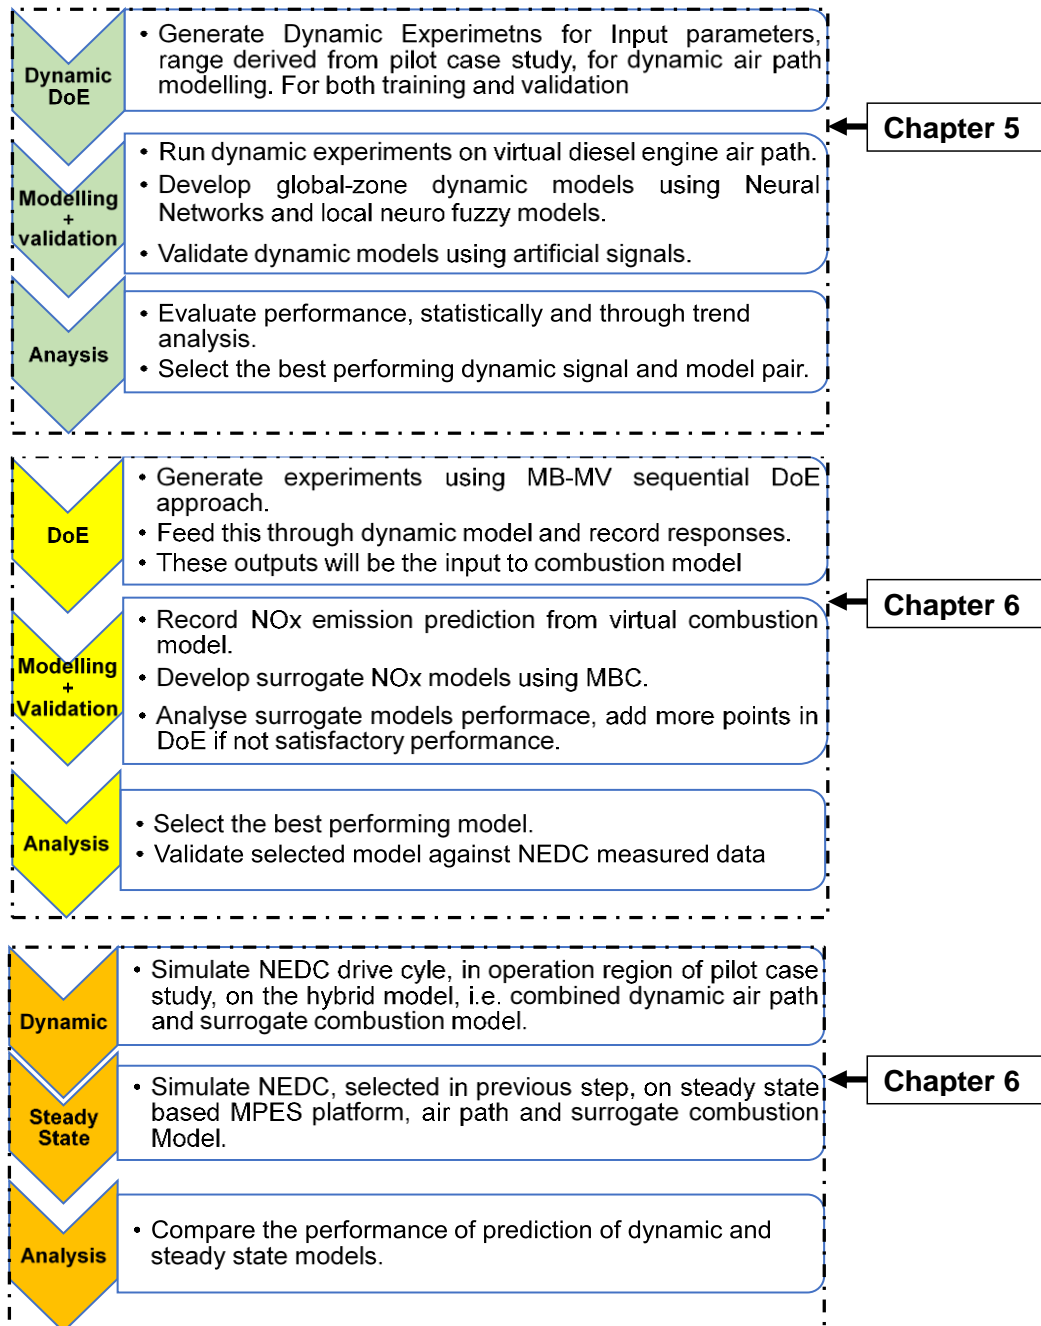 Dynamic
DoE
• Generate Dynamic Experimetns for Input parameters,
range derived from pilot case study, for dynamic air path
modelling. For both training and validation
Chapter 5
Modelling
+
validation
• Run dynamic experiments on virtual diesel engine air path.
• Develop global-zone dynamic models using Neural
Networks and local neuro fuzzy models.
• Validate dynamic models using artificial signals.
Anaysis
• Evaluate performance, statistically and through trend
analysis.
• Select the best performing dynamic signal and model pair.
DoE
• Generate experiments using MB-MV sequential DoE
approach.
• Feed this through dynamic model and record responses.
• These outputs will be the input to combustion model
Chapter 6
Modelling
+
Validation
• Record NOx emission prediction from virtual combustion
model.
• Develop surrogate NOx models using MBC.
• Analyse surrogate models performace, add more points in
DoE if not satisfactory performance.
Analysis
• Select the best performing model.
• Validate selected model against NEDC measured data
Dynamic
• Simulate NEDC drive cyle, in operation region of pilot case
study, on the hybrid model, i.e. combined dynamic air path
and surrogate combustion model.
Chapter 6
Steady
State
• Simulate NEDC, selected in previous step, on steady state
based MPES platform, air path and surrogate combustion
Model.
Analysis
• Compare the performance of prediction of dynamic and
steady state models.